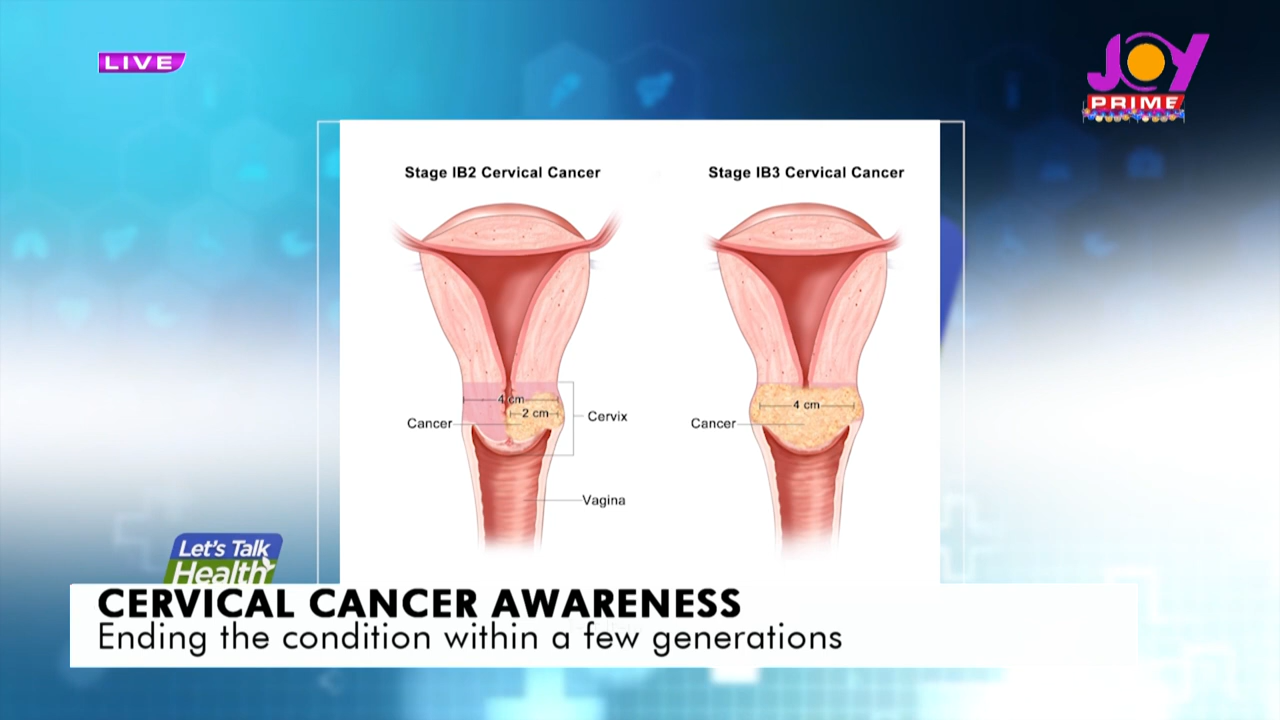 LIVE
JOY
PRIME
Stage IB2 Cervical Cancer
Stage IB3 Cervical Cancer
4 cm
2 cm
Cancer
Cervix
Vagina
4 cm
Cancer
Let's Talk
Health
CERVICAL CANCER AWARENESS
Ending the condition within a few generations